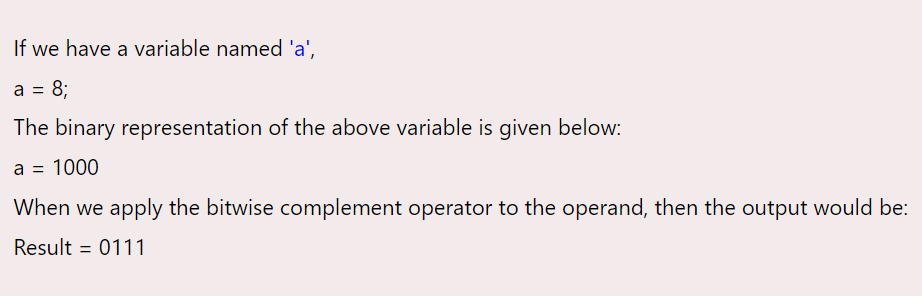 If we have a variable named 'a',
a = 8;
The binary representation of the above variable is given below:
a = 1000
When we apply the bitwise complement operator to the operand, then the output would be:
Result = 0111